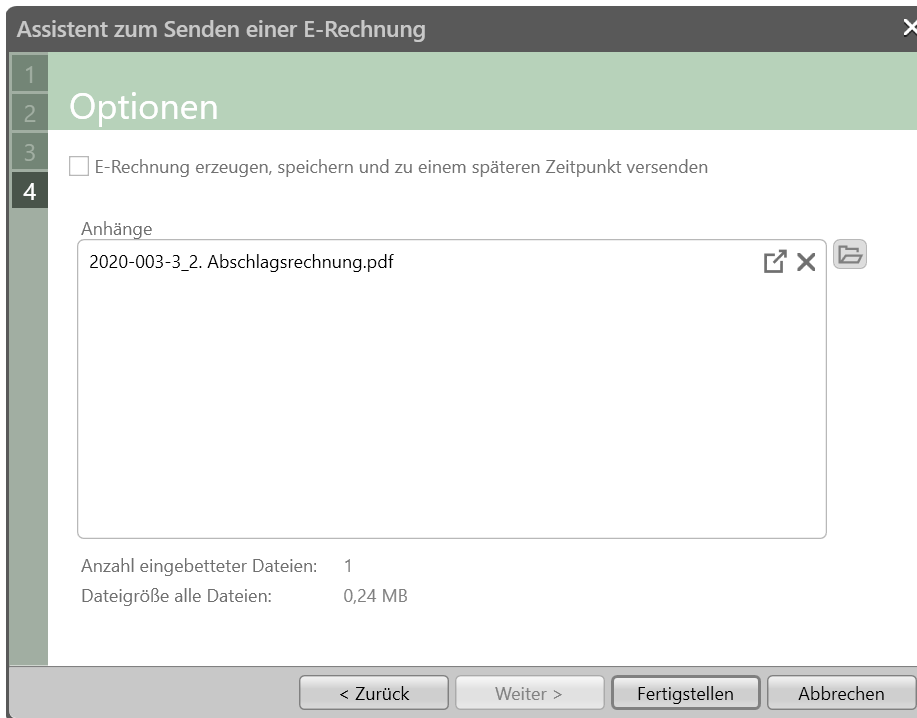 Assistent zum Senden einer E-Rechnung
1
2
Optionen
3
E-Rechnung erzeugen, speichern und zu einem späteren Zeitpunkt versenden
4
Anhänge
2020-003-3_2. Abschlagsrechnung.pdf
Anzahl eingebetteter Dateien: 1
Dateigröße alle Dateien: 0,24 MB
< Zurück Weiter > Fertigstellen Abbrechen